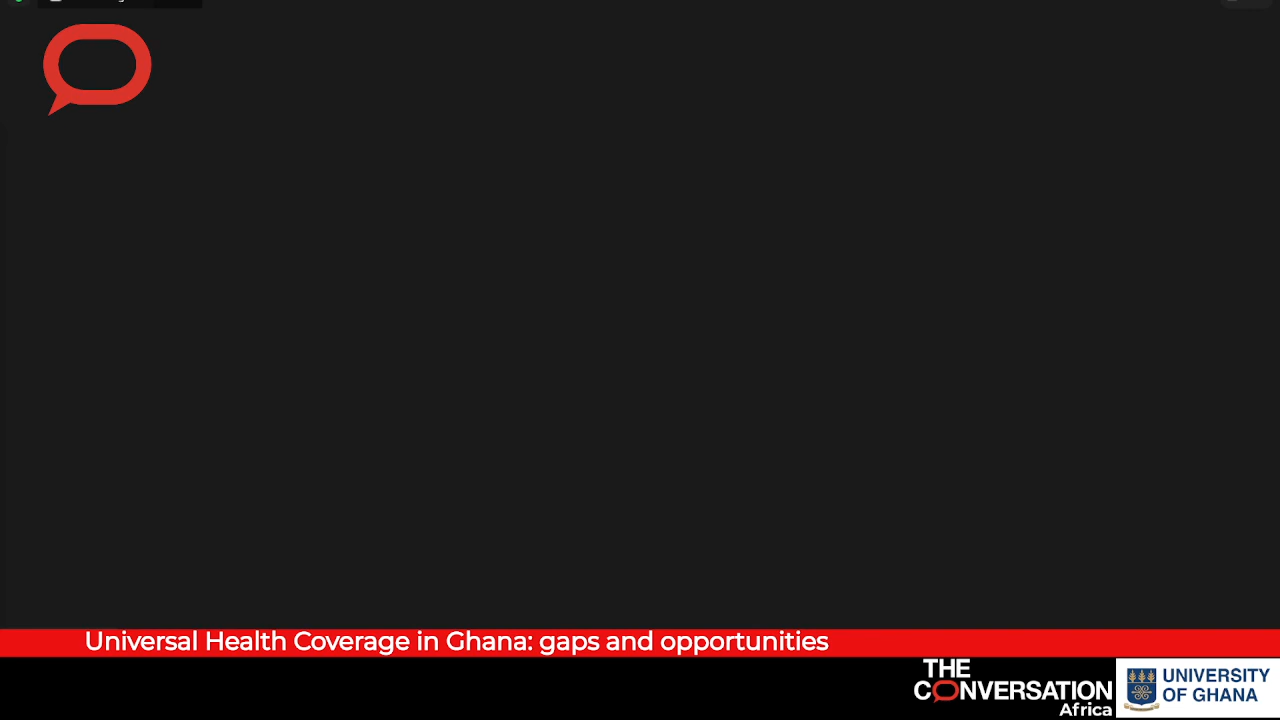 Universal Health Coverage in Ghana: gaps and opportunities
THE
CONVERSATION
Africa
UNIVERSITY
OF GHANA